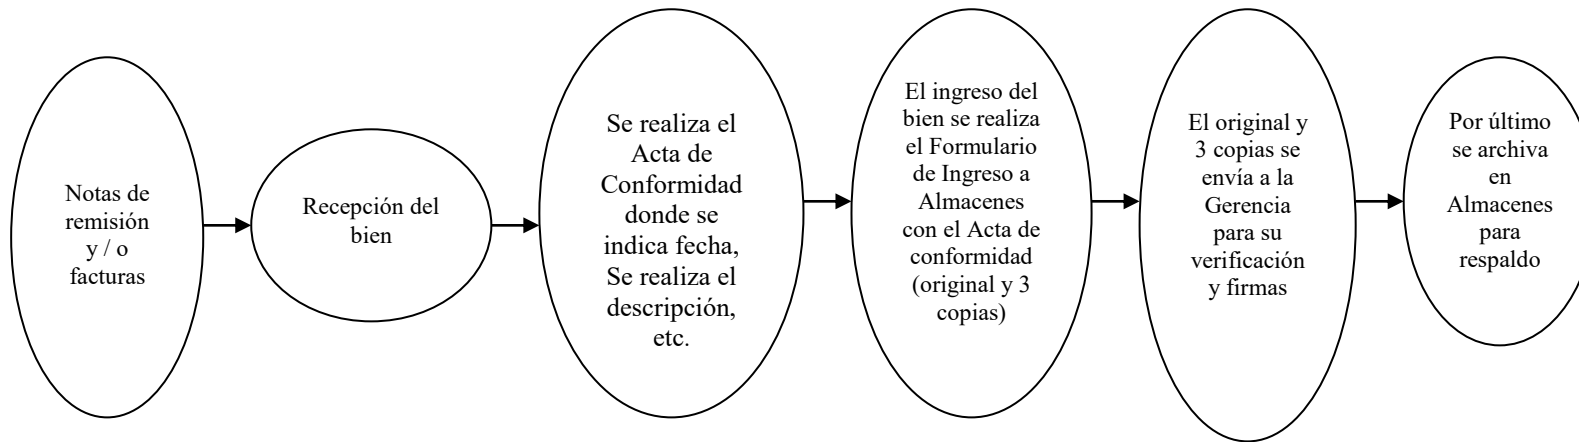 Notas de
remisión
y / o
facturas
Recepción del
bien
Se realiza el
Acta de
Conformidad
donde se
indica fecha,
Se realiza el
descripción,
etc.
El ingreso del
bien se realiza
el Formulario
de Ingreso a
Almacenes
con el Acta de
conformidad
(original y 3
copias)
El original y
3 copias se
envía a la
Gerencia
para su
verificación
y firmas
Por último
se archiva
en
Almacenes
para
respaldo